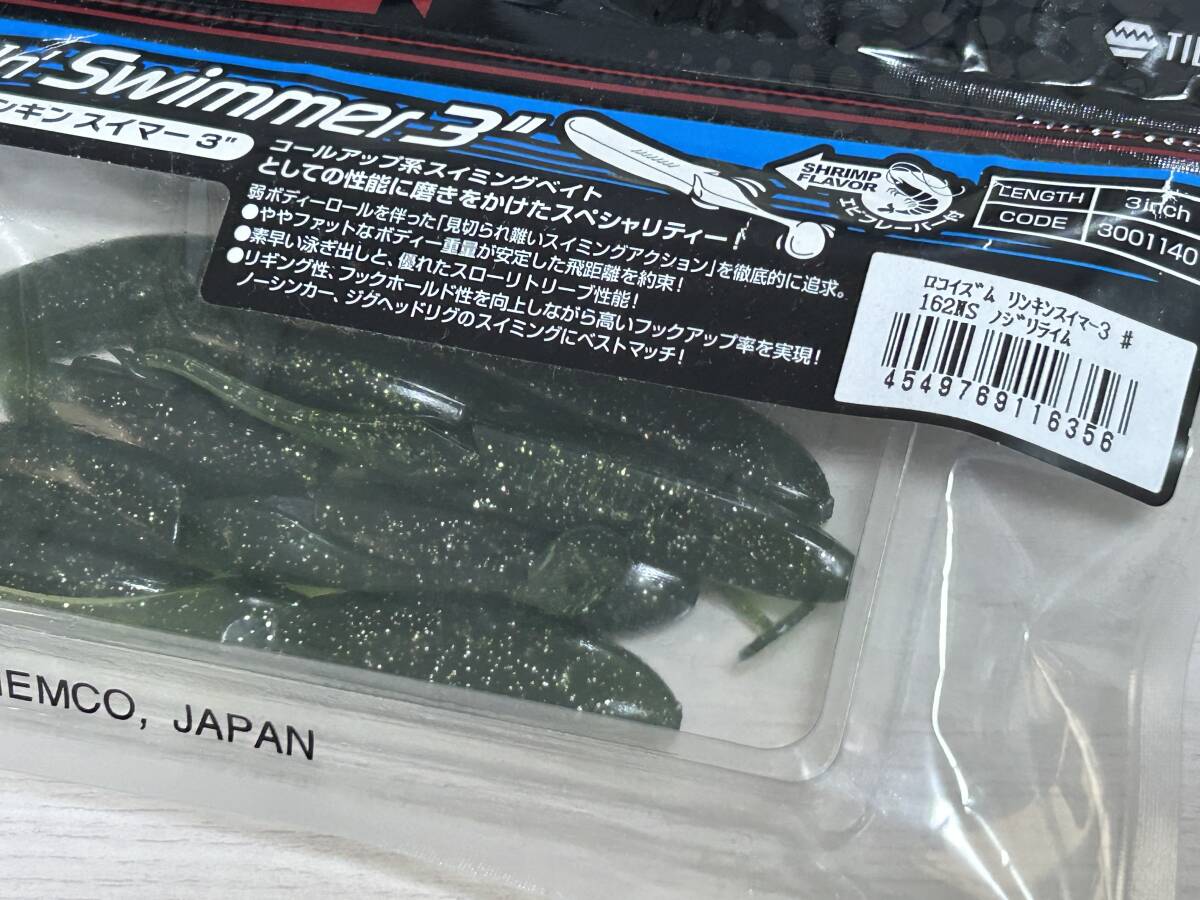 TIE
In' Swimmer 3"
ンキン スイマー 3"
コールアップ系スイミングベイト
としての性能に磨きをかけたスペシャリティー!
弱ボディーロールを伴った「見切られ難いスイミングアクション」を徹底的に追求。
●ややファットなボディー重量が安定した飛距離を約束!
●素早い泳ぎ出しと、優れたスローリトリーブ性能!
●リギング性、フックホールド性を向上しながら高いフックアップ率を実現!
ノーシンカー、ジグヘッドリグのスイミングにベストマッチ!
SHRIMP
FLAVOR
エビフレーバー付
LENGTH 3inch
CODE 3001140
ロコイズム リンキンスイマー3 #
162NS ノジリライム
4549769116356
IEMCO, JAPAN